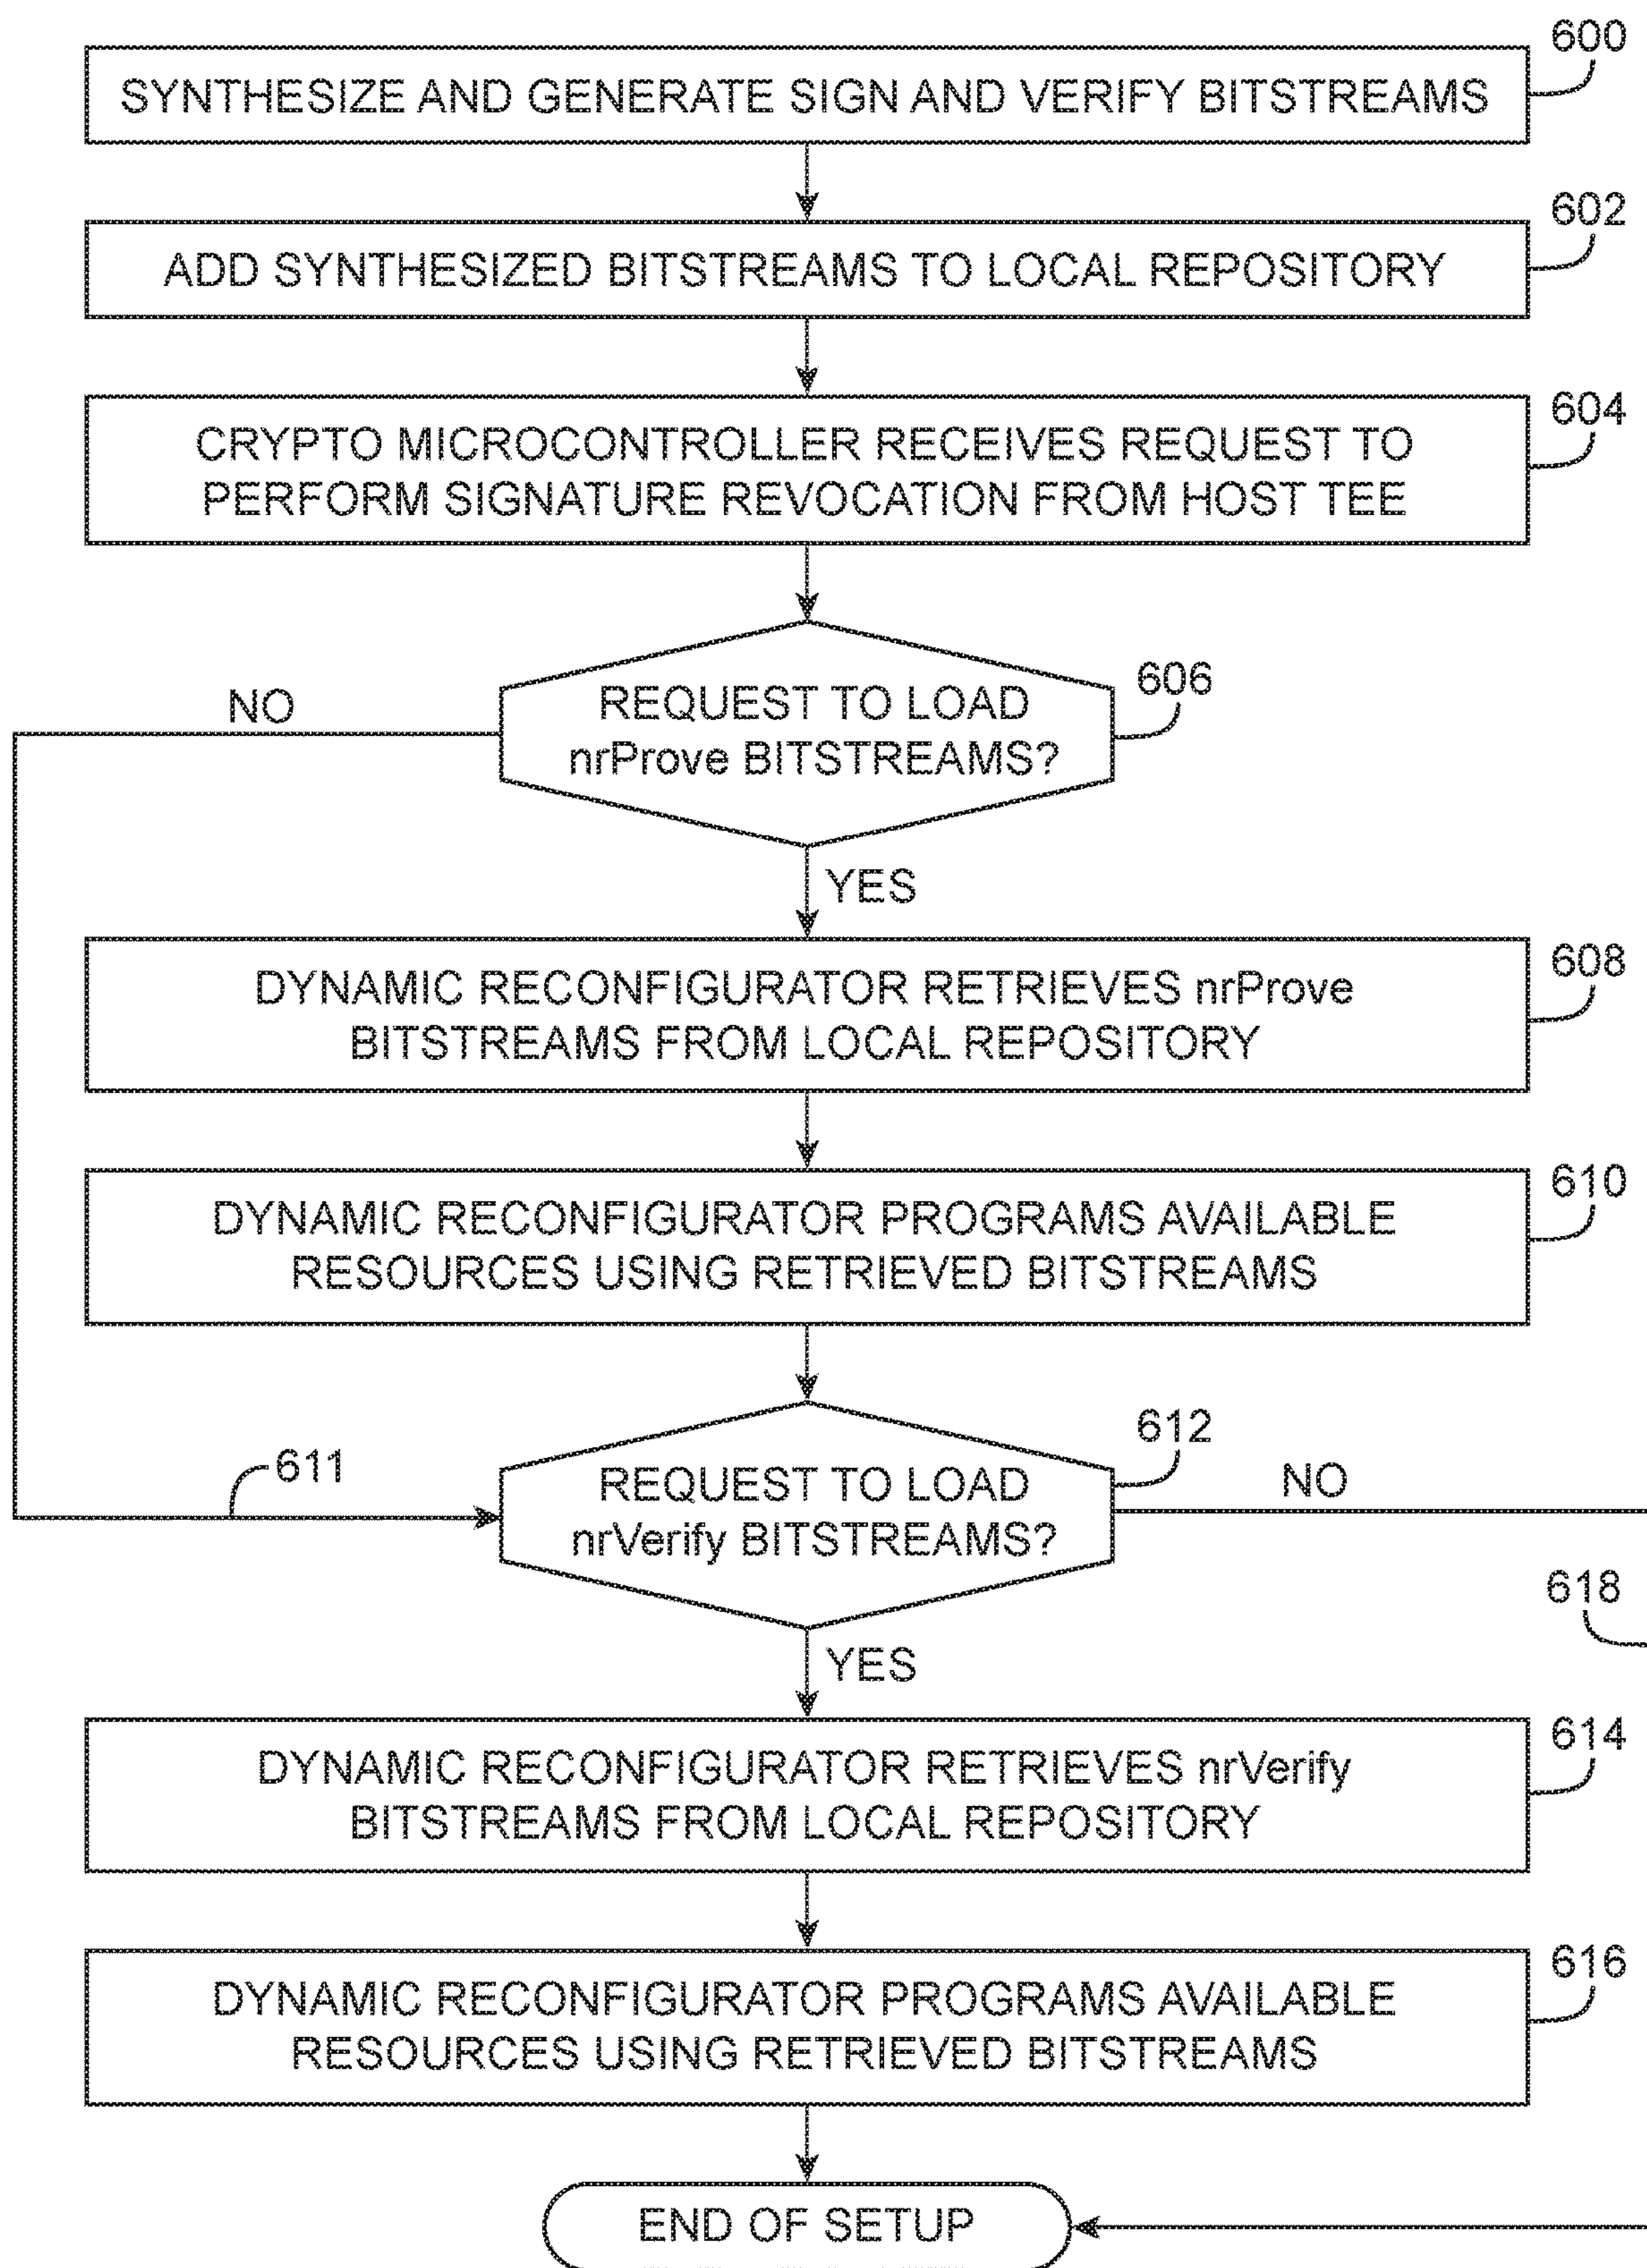 600
SYNTHESIZE AND GENERATE SIGN AND VERIFY BITSTREAMS
602
ADD SYNTHESIZED BITSTREAMS TO LOCAL REPOSITORY
604
CRYPTO MICROCONTROLLER RECEIVES REQUEST TO
PERFORM SIGNATURE REVOCATION FROM HOST TEE
606
NO
REQUEST TO LOAD
nrProve BITSTREAMS?
YES
608
DYNAMIC RECONFIGURATOR RETRIEVES nrProve
BITSTREAMS FROM LOCAL REPOSITORY
610
DYNAMIC RECONFIGURATOR PROGRAMS AVAILABLE
RESOURCES USING RETRIEVED BITSTREAMS
612
611
REQUEST TO LOAD
nrVerify BITSTREAMS?
NO
618
YES
614
DYNAMIC RECONFIGURATOR RETRIEVES nrVerify
BITSTREAMS FROM LOCAL REPOSITORY
616
DYNAMIC RECONFIGURATOR PROGRAMS AVAILABLE
RESOURCES USING RETRIEVED BITSTREAMS
END OF SETUP